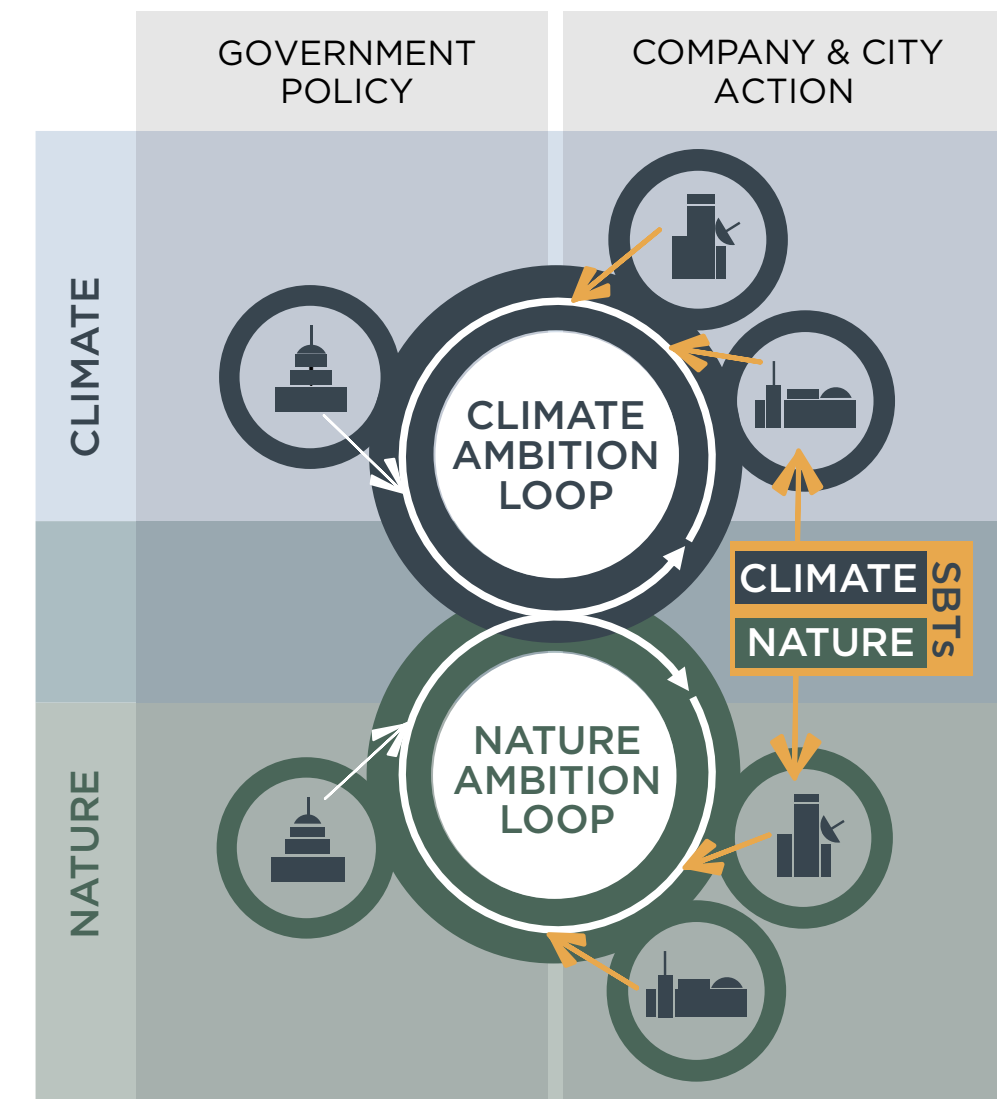 GOVERNMENT
POLICY
COMPANY & CITY
ACTION
CLIMATE
CLIMATE
AMBITION
LOOP
CLIMATE
NATURE
SBTs
NATURE
NATURE
AMBITION
LOOP